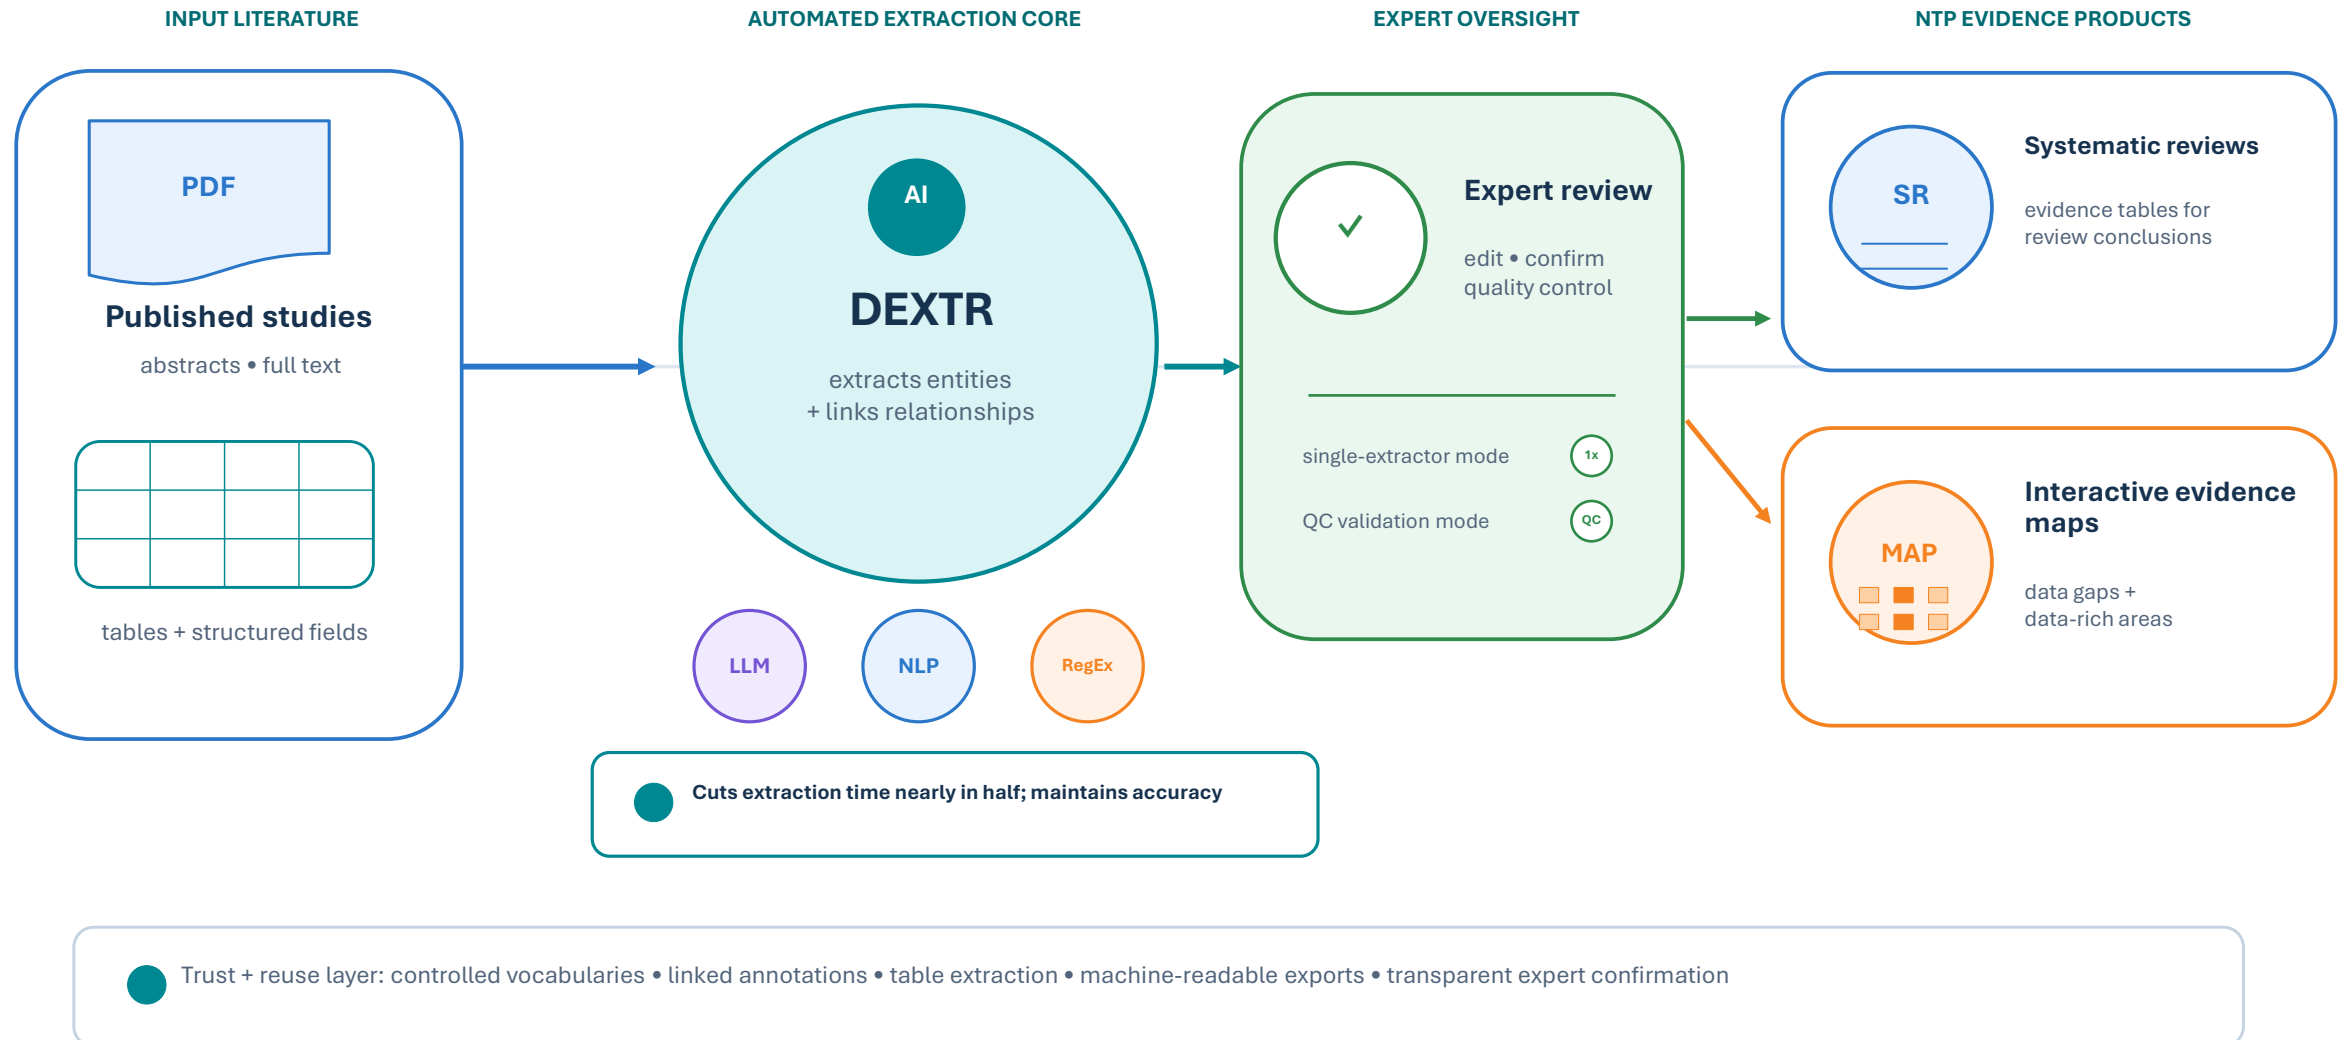 INPUT LITERATURE
AUTOMATED EXTRACTION CORE
EXPERT OVERSIGHT
NTP EVIDENCE PRODUCTS
PDF
Published studies
abstracts • full text
tables + structured fields
AI
DEXTR
extracts entities
+ links relationships
LLM
NLP
RegEx
Cuts extraction time nearly in half; maintains accuracy
Expert review
edit • confirm
quality control
single-extractor mode
1x
QC validation mode
QC
SR
Systematic reviews
evidence tables for
review conclusions
MAP
Interactive evidence
maps
data gaps +
data-rich areas
Trust + reuse layer: controlled vocabularies • linked annotations • table extraction • machine-readable exports • transparent expert confirmation